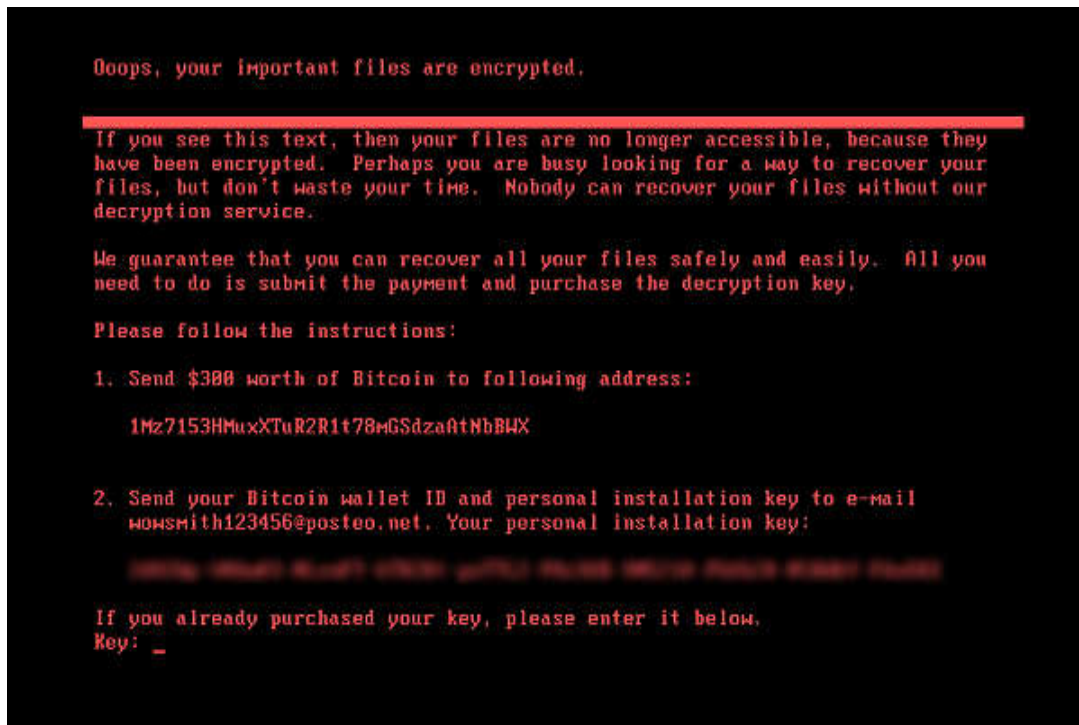 Ooops, your important files are encrypted.
If you see this text, then your files are no longer accessible, because they
have been encrypted.  Perhaps you are busy looking for a way to recover your
files, but don't waste your time.  Nobody can recover your files without our
decryption service.
We guarantee that you can recover all your files safely and easily.  All you
need to do is submit the payment and purchase the decryption key.
Please follow the instructions:
1. Send $300 worth of Bitcoin to following address:
1Mz7153HMuxXTuR2R1t78mGSdzaAtNbBWX
2. Send your Bitcoin wallet ID and personal installation key to e-mail
wowsmith123456@posteo.net. Your personal installation key:
If you already purchased your key, please enter it below.
Key: _